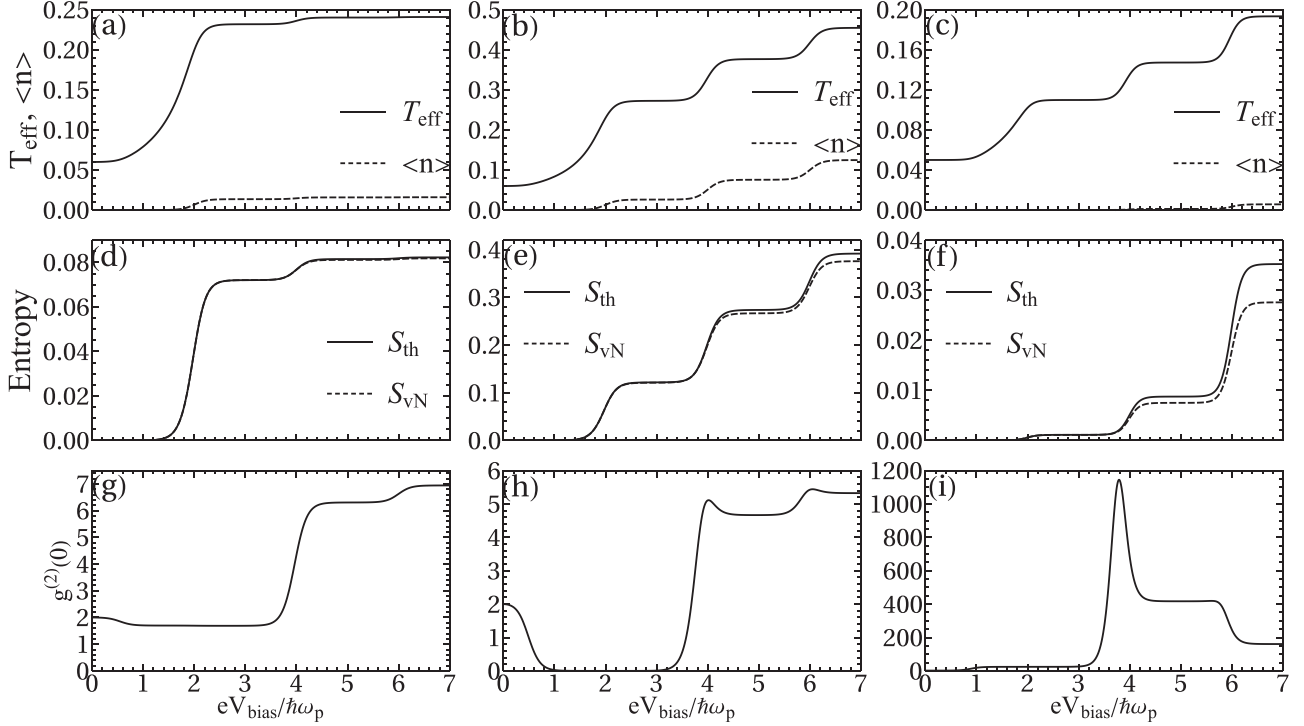 (a) (b) (c)
T_eff, <n>
0.25 0.20 0.15 0.10 0.05 0.00
T_eff
<n>
0.5 0.4 0.3 0.2 0.1 0.0
T_eff
<n>
0.20 0.16 0.12 0.08 0.04 0.00
T_eff
<n>
(d) (e) (f)
Entropy
0.08 0.06 0.04 0.02 0.00
S_th
S_vN
0.4 0.3 0.2 0.1 0.0
S_th
S_vN
0.04 0.03 0.02 0.01 0.00
S_th
S_vN
(g) (h) (i)
g^(2)(0)
7 6 5 4 3 2 1 0
6 5 4 3 2 1 0
1200 1000 800 600 400 200 0
0 1 2 3 4 5 6 7
0 1 2 3 4 5 6 7
0 1 2 3 4 5 6 7
eV_bias/ℏω_p
eV_bias/ℏω_p
eV_bias/ℏω_p